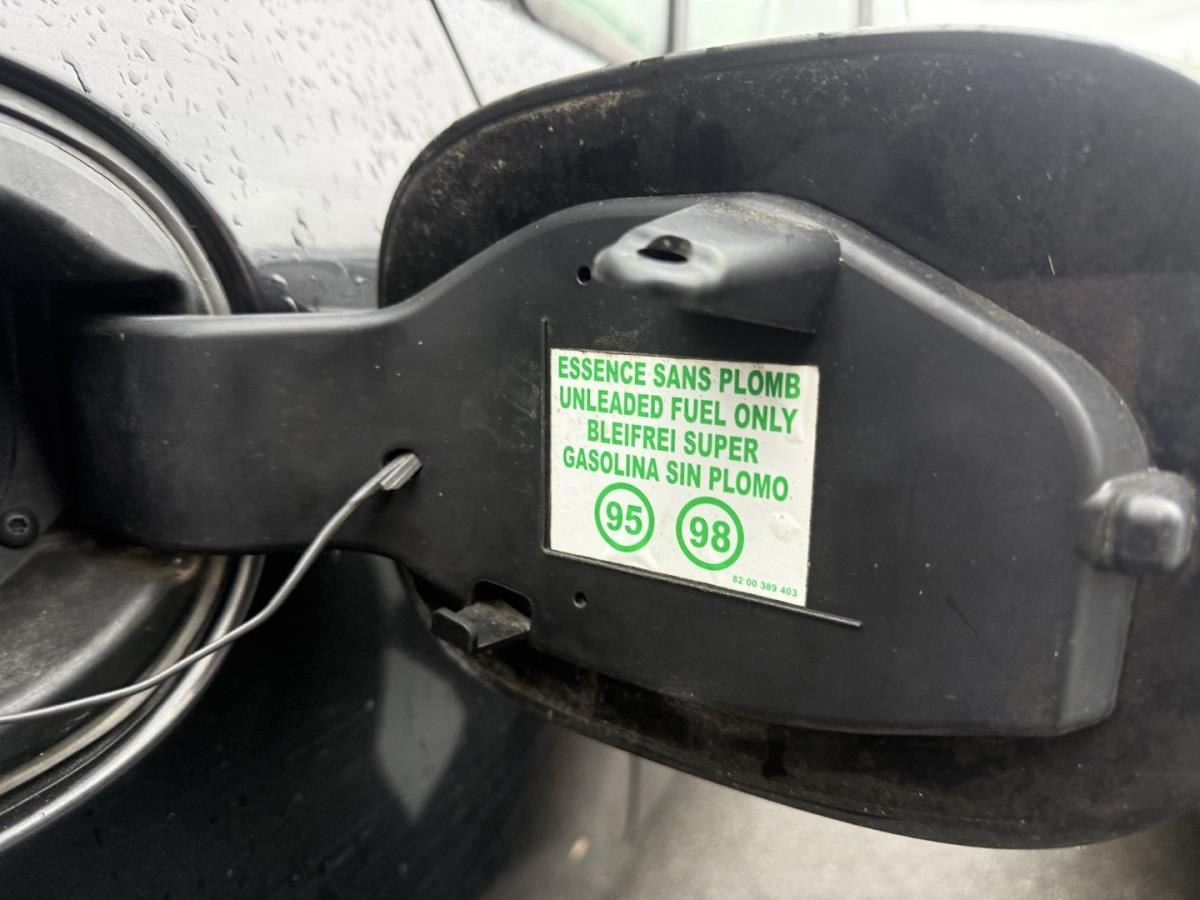 ESSENCE SANS PLOMB
UNLEADED FUEL ONLY
BLEIFREI SUPER
GASOLINA SIN PLOMO
95 98
82 00 389 403